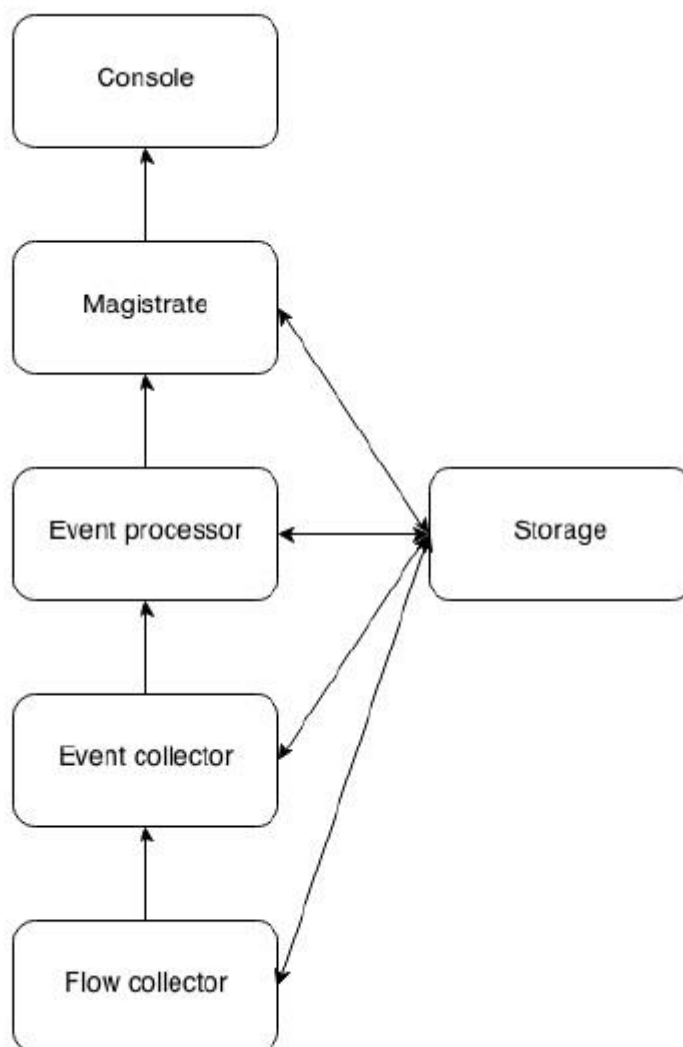 Console
Magistrate
Event processor
Storage
Event collector
Flow collector